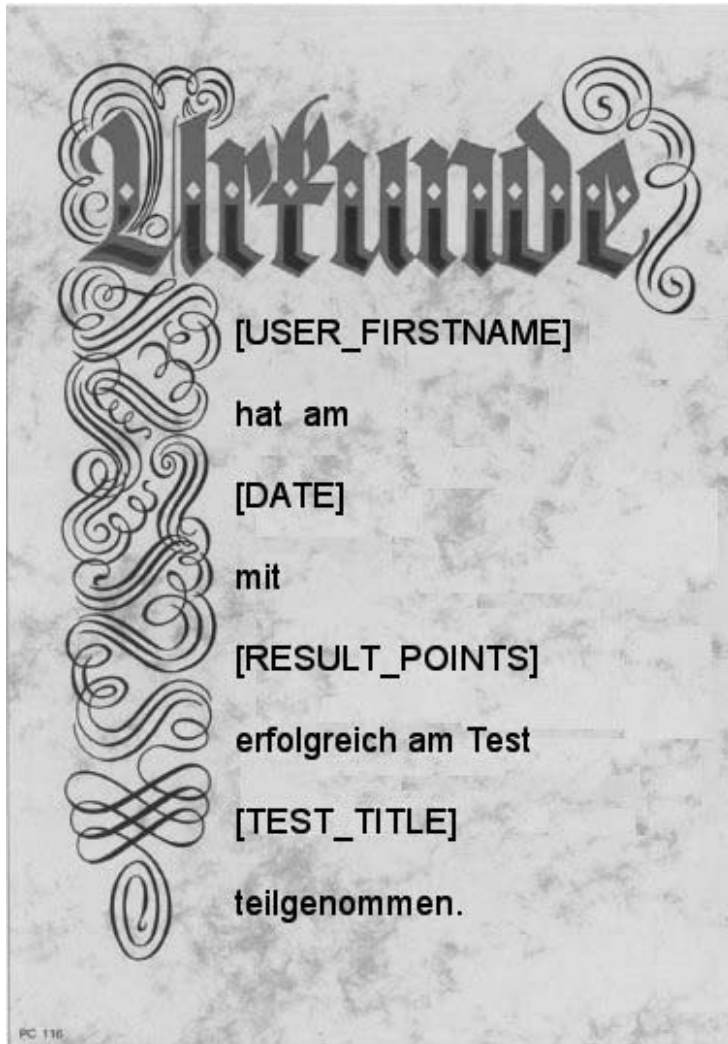 Urkunde
[USER_FIRSTNAME]
hat am
[DATE]
mit
[RESULT_POINTS]
erfolgreich am Test
[TEST_TITLE]
teilgenommen.
PC 116